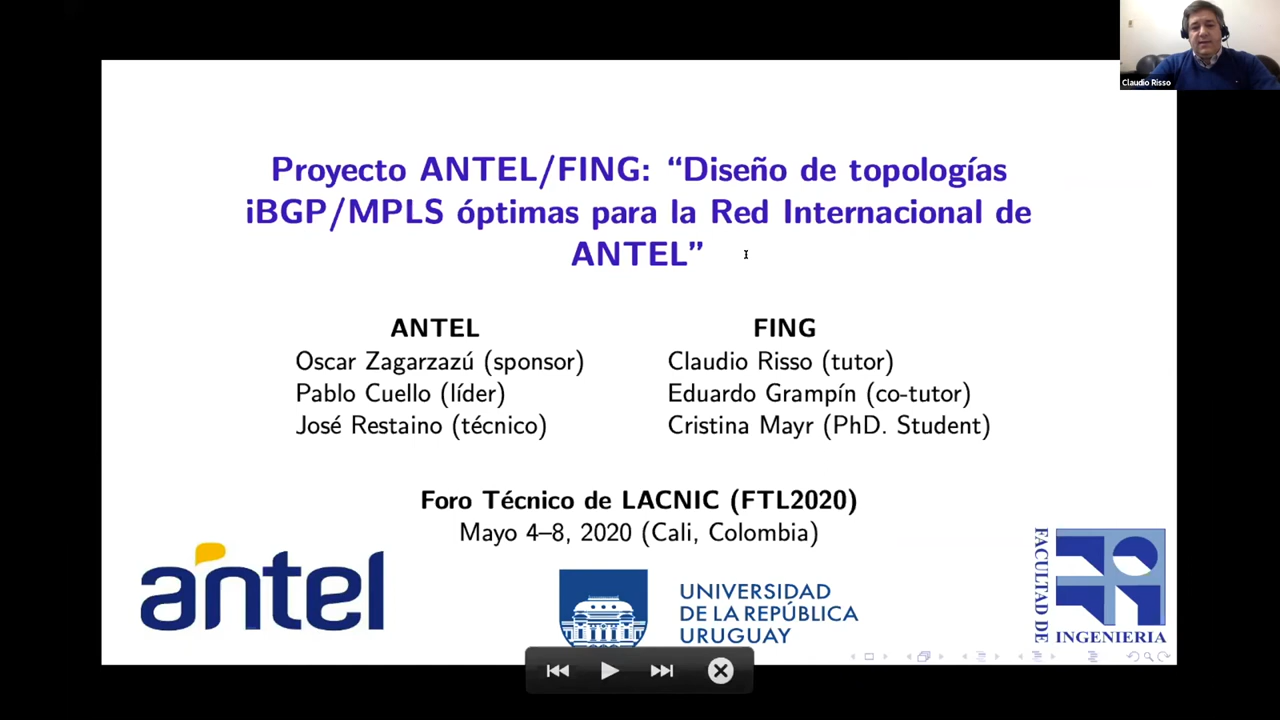 Claudio Risso
Proyecto ANTEL/FING: “Diseño de topologías
iBGP/MPLS óptimas para la Red Internacional de
ANTEL”
ANTEL
Oscar Zagarzazú (sponsor)
Pablo Cuello (líder)
José Restaino (técnico)
FING
Claudio Risso (tutor)
Eduardo Grampín (co-tutor)
Cristina Mayr (PhD. Student)
Foro Técnico de LACNIC (FTL2020)
Mayo 4–8, 2020 (Cali, Colombia)
antel
UNIVERSIDAD
DE LA REPÚBLICA
URUGUAY
FACULTAD DE
INGENIERIA